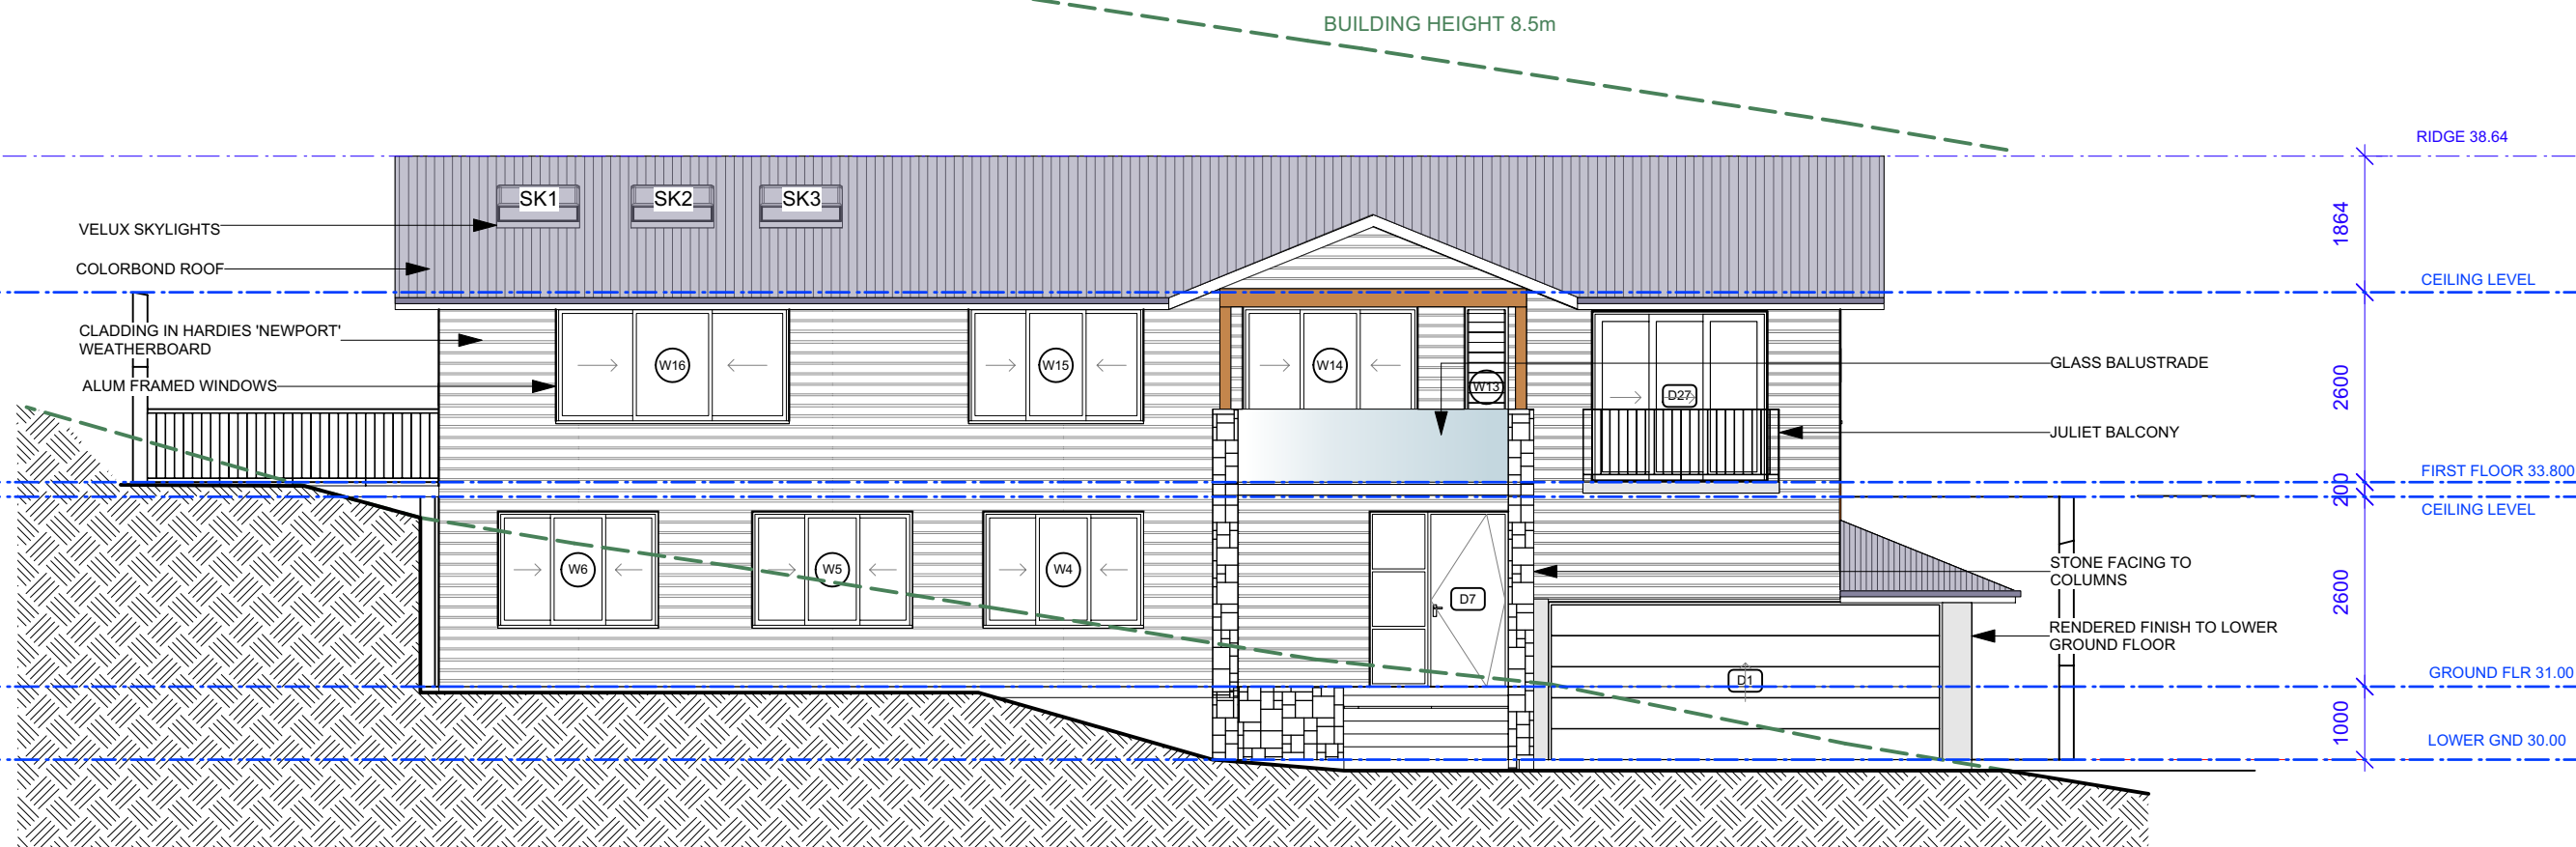 BUILDING HEIGHT 8.5m
RIDGE 38.64
SK1
SK2
SK3
VELUX SKYLIGHTS
1864
COLORBOND ROOF
CEILING LEVEL
CLADDING IN HARDIES 'NEWPORT'
WEATHERBOARD
ALUM FRAMED WINDOWS
W16
W15
W14
W13
D27
GLASS BALUSTRADE
2600
JULIET BALCONY
FIRST FLOOR 33.800
200
CEILING LEVEL
W6
W5
W4
D7
STONE FACING TO
COLUMNS
2600
RENDERED FINISH TO LOWER
GROUND FLOOR
D1
GROUND FLR 31.00
1000
LOWER GND 30.00